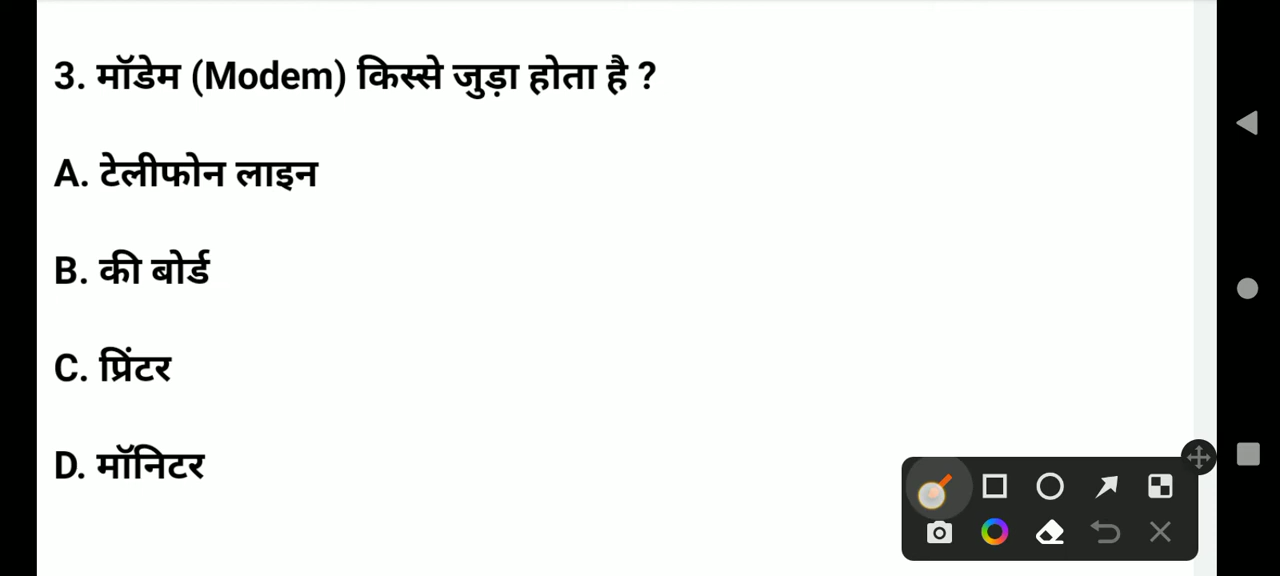 3. मॉडेम (Modem) किस्से जुड़ा होता है ?
A. टेलीफोन लाइन
B. की बोर्ड
C. प्रिंटर
D. मॉनिटर